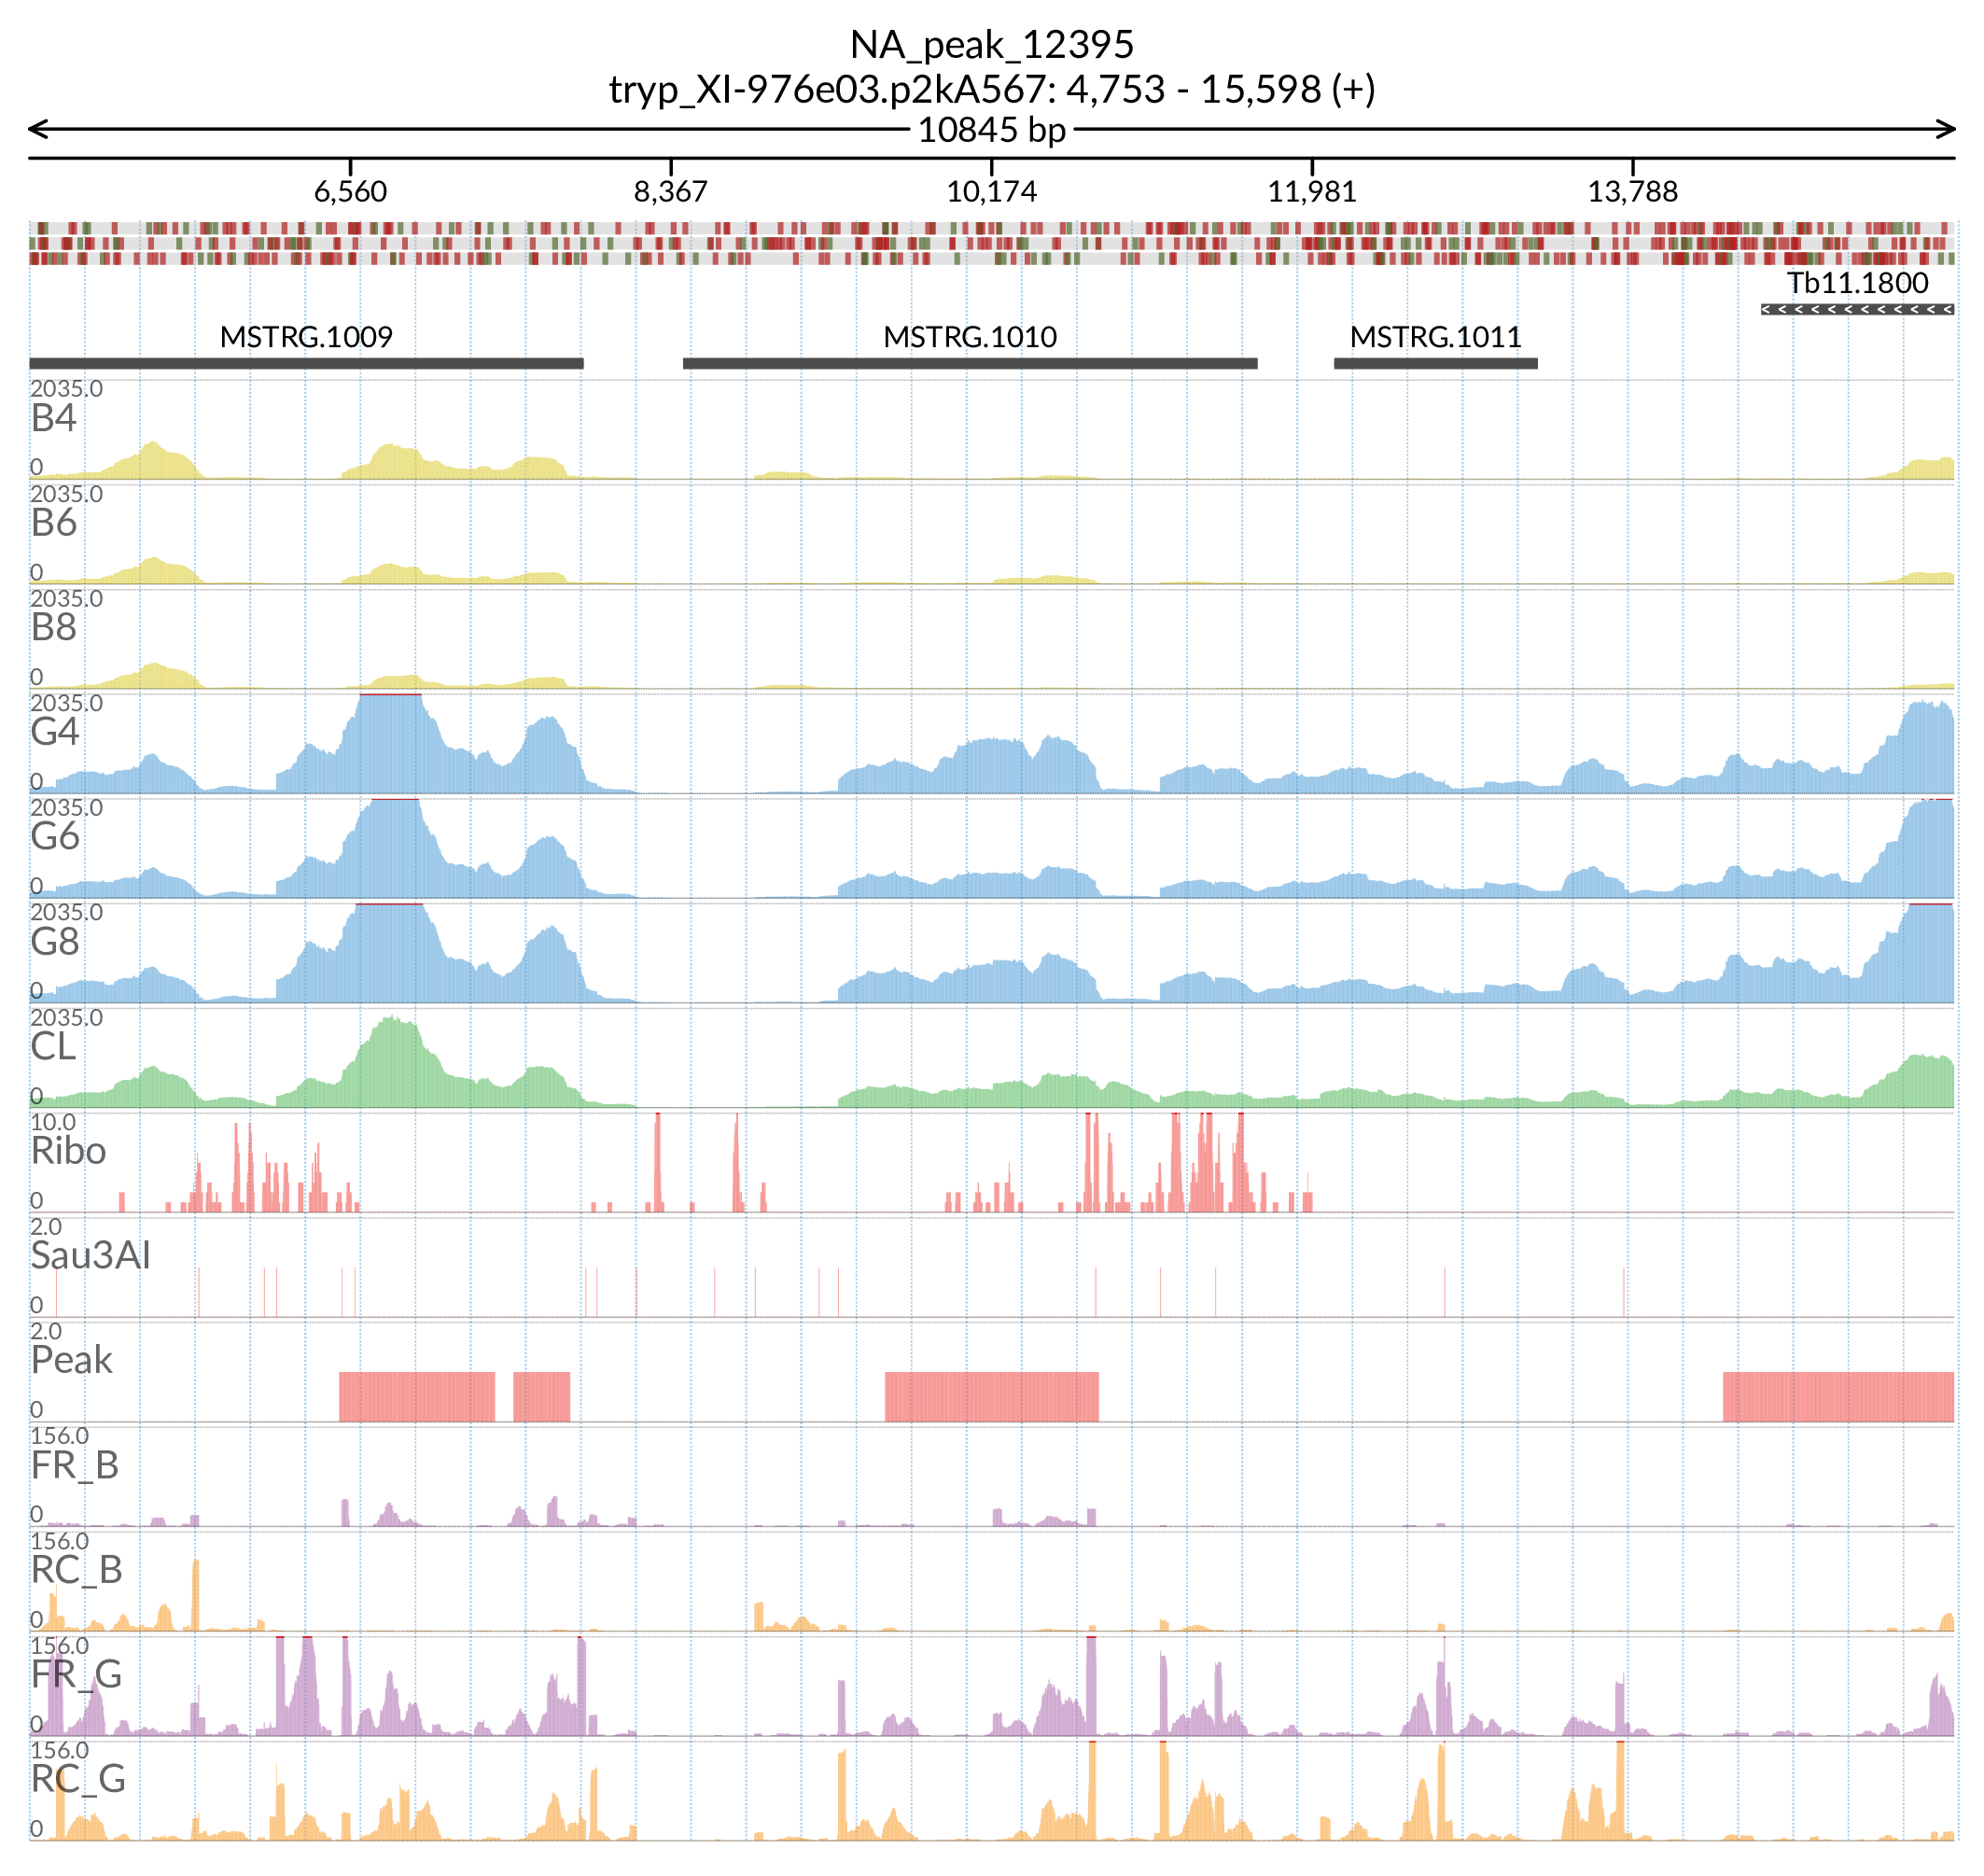 NA_peak_12395
tryp_XI-976e03.p2kA567: 4,753 - 15,598 (+)
10845 bp
6,560 8,367 10,174 11,981 13,788
Tb11.1800
MSTRG.1009 MSTRG.1010 MSTRG.1011
2035.0
B4
0
2035.0
B6
0
2035.0
B8
0
2035.0
G4
0
2035.0
G6
0
2035.0
G8
0
2035.0
CL
0
10.0
Ribo
0
2.0
Sau3AI
0
2.0
Peak
0
156.0
FR_B
0
156.0
RC_B
0
156.0
FR_G
0
156.0
RC_G
0